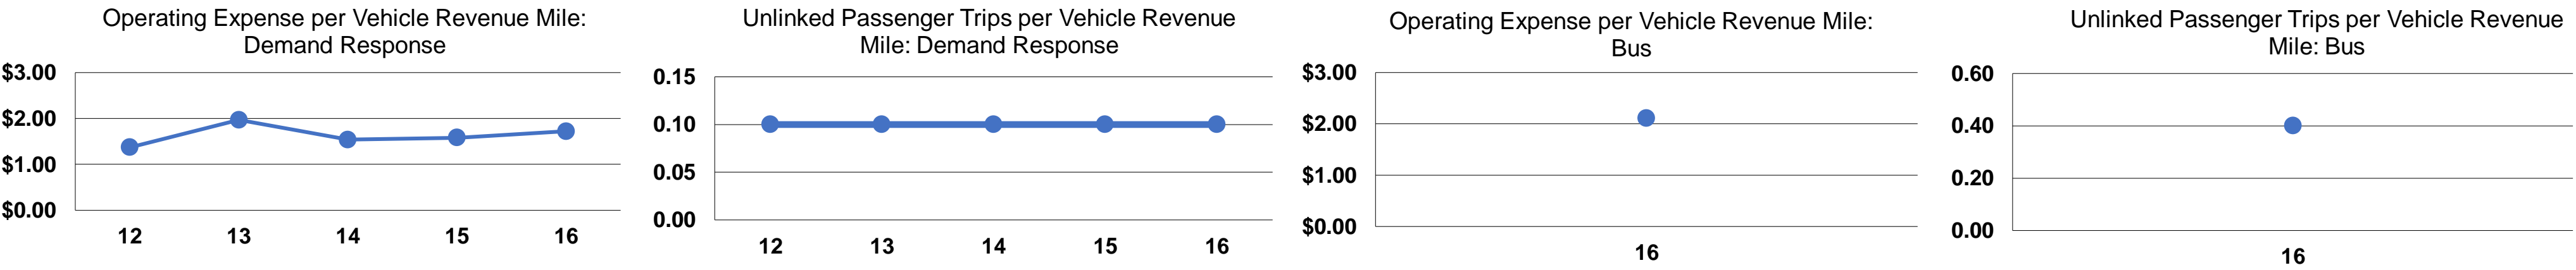 Operating Expense per Vehicle Revenue Mile:
Demand Response
$3.00
$2.00
$1.00
$0.00
12 13 14 15 16
Unlinked Passenger Trips per Vehicle Revenue
Mile: Demand Response
0.15
0.10
0.05
0.00
12 13 14 15 16
Operating Expense per Vehicle Revenue Mile:
Bus
$3.00
$2.00
$1.00
$0.00
16
Unlinked Passenger Trips per Vehicle Revenue
Mile: Bus
0.60
0.40
0.20
0.00
16